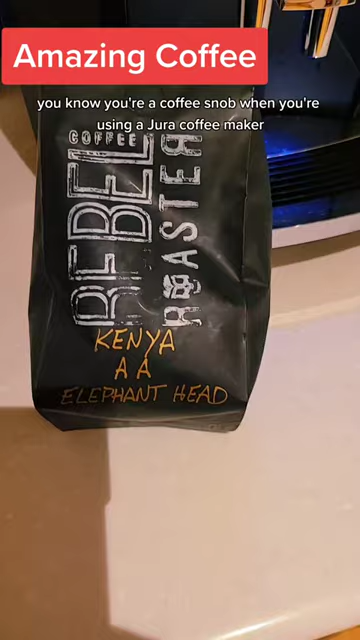 Amazing Coffee
you know you're a coffee snob when you're
using a Jura coffee maker
COFFEE
REBEL
ROASTER
KENYA
AA
ELEPHANT HEAD